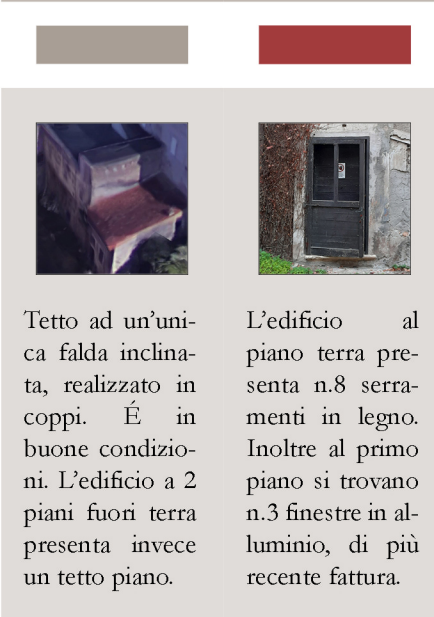 Tetto ad un'uni-
ca falda inclina-
ta, realizzato in
coppi. É in
buone condizio-
ni. L'edificio a 2
piani fuori terra
presenta invece
un tetto piano.
L'edificio al
piano terra pre-
senta n.8 serra-
menti in legno.
Inoltre al primo
piano si trovano
n.3 finestre in al-
luminio, di più
recente fattura.